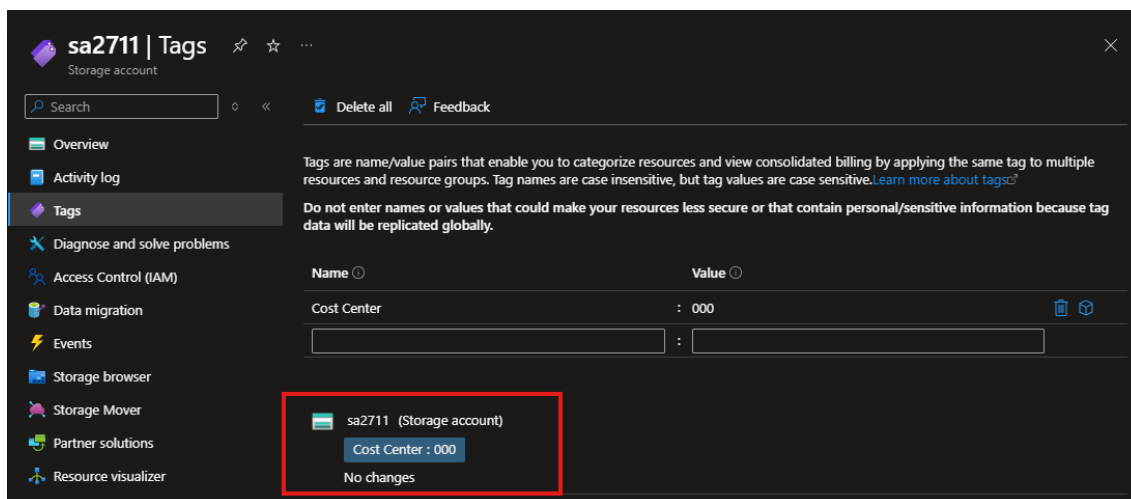 sa2711 | Tags
Storage account
Search
Overview
Activity log
Tags
Diagnose and solve problems
Access Control (IAM)
Data migration
Events
Storage browser
Storage Mover
Partner solutions
Resource visualizer
Delete all Feedback
Tags are name/value pairs that enable you to categorize resources and view consolidated billing by applying the same tag to multiple
resources and resource groups. Tag names are case insensitive, but tag values are case sensitive.Learn more about tags
Do not enter names or values that could make your resources less secure or that contain personal/sensitive information because tag
data will be replicated globally.
Name Value
Cost Center : 000
:
sa2711 (Storage account)
Cost Center : 000
No changes